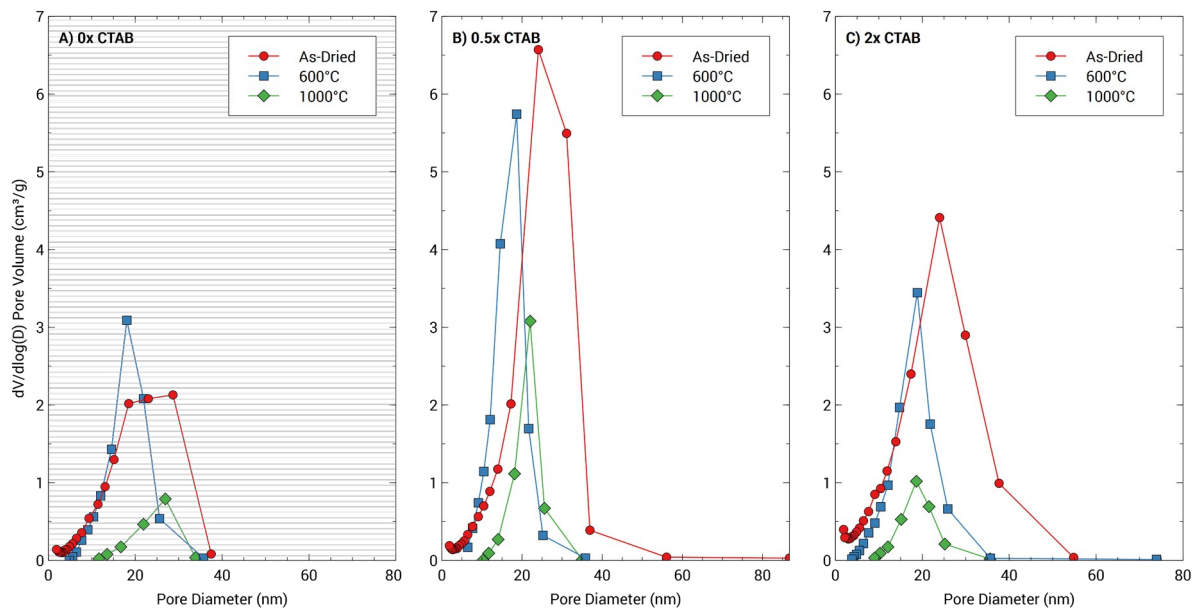 A) 0x CTAB
As-Dried
600°C
1000°C
dV/dlog(D) Pore Volume (cm³/g)
7
6
5
4
3
2
1
0
0
20
40
60
80
Pore Diameter (nm)
B) 0.5x CTAB
As-Dried
600°C
1000°C
7
6
5
4
3
2
1
0
0
20
40
60
80
Pore Diameter (nm)
C) 2x CTAB
As-Dried
600°C
1000°C
7
6
5
4
3
2
1
0
0
20
40
60
80
Pore Diameter (nm)